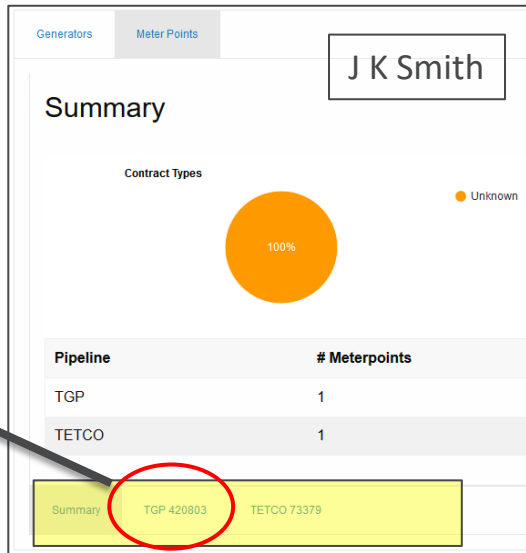 Generators Meter Points
J K Smith
Summary
Contract Types
Unknown
100%
Pipeline # Meterpoints
TGP 1
TETCO 1
Summary TGP 420803 TETCO 73379